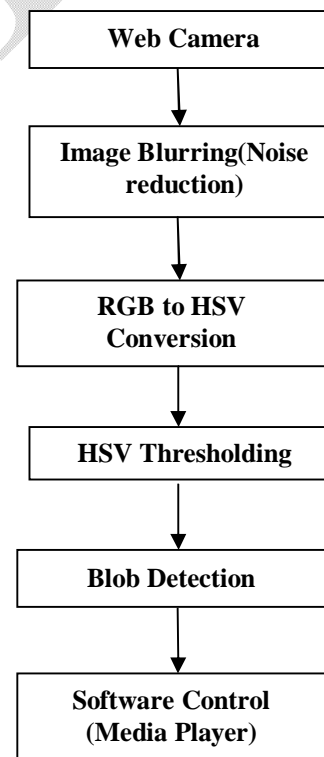 Web Camera
Image Blurring(Noise
reduction)
RGB to HSV
Conversion
HSV Thresholding
Blob Detection
Software Control
(Media Player)